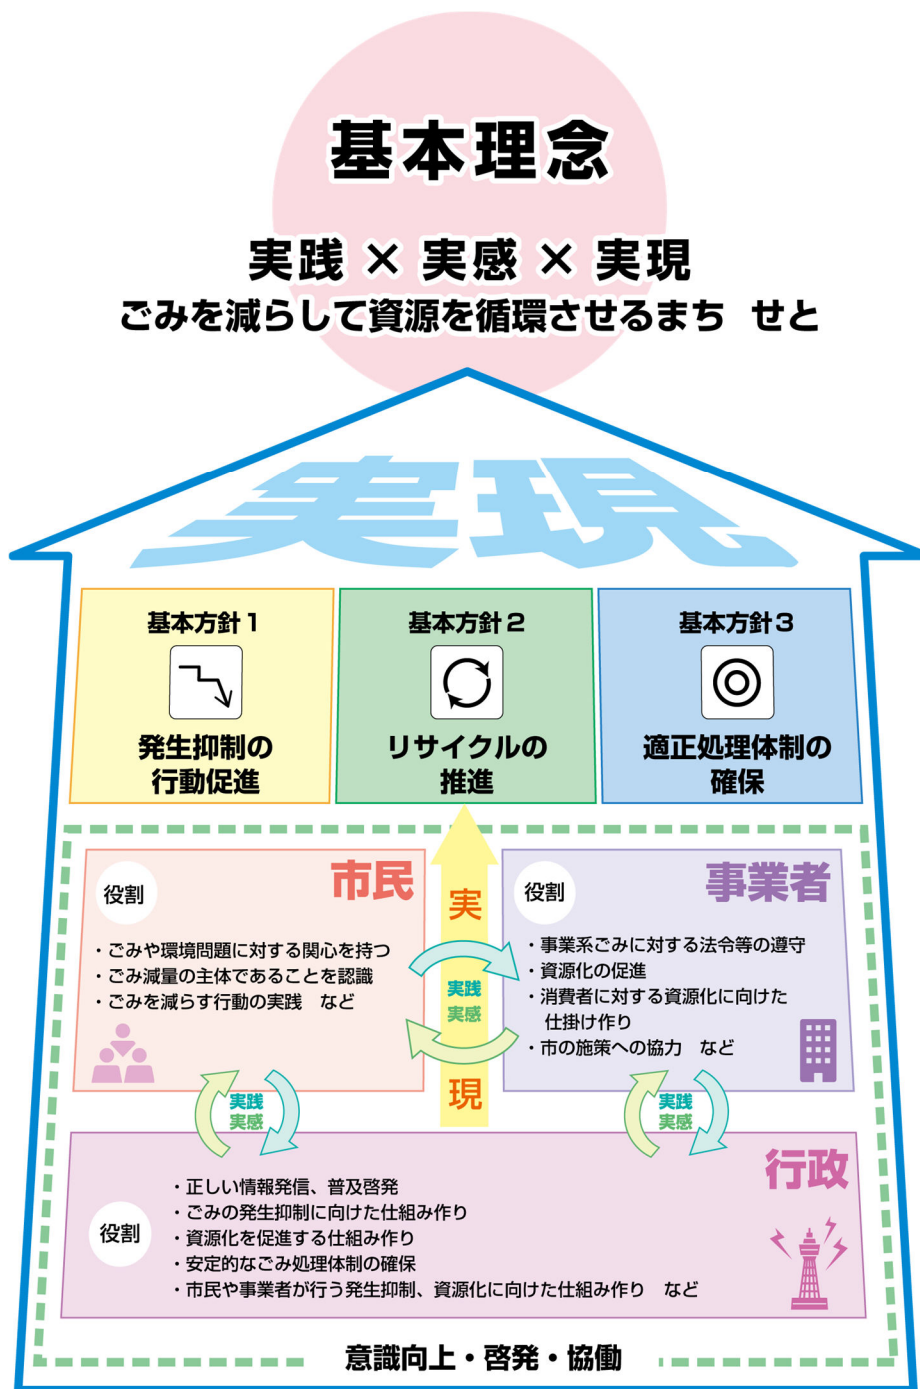 基本理念
実践 × 実感 × 実現
ごみを減らして資源を循環させるまち せと
実現
基本方針1
発生抑制の
行動促進
基本方針2
リサイクルの
推進
基本方針3
適正処理体制の
確保
市民
役割
・ごみや環境問題に対する関心を持つ
・ごみ減量の主体であることを認識
・ごみを減らす行動の実践 など
実
実践
実感
現
事業者
役割
・事業系ごみに対する法令等の遵守
・資源化の促進
・消費者に対する資源化に向けた
仕掛け作り
・市の施策への協力 など
実践
実感
実践
実感
行政
役割
・正しい情報発信、普及啓発
・ごみの発生抑制に向けた仕組み作り
・資源化を促進する仕組み作り
・安定的なごみ処理体制の確保
・市民や事業者が行う発生抑制、資源化に向けた仕組み作り など
意識向上・啓発・協働